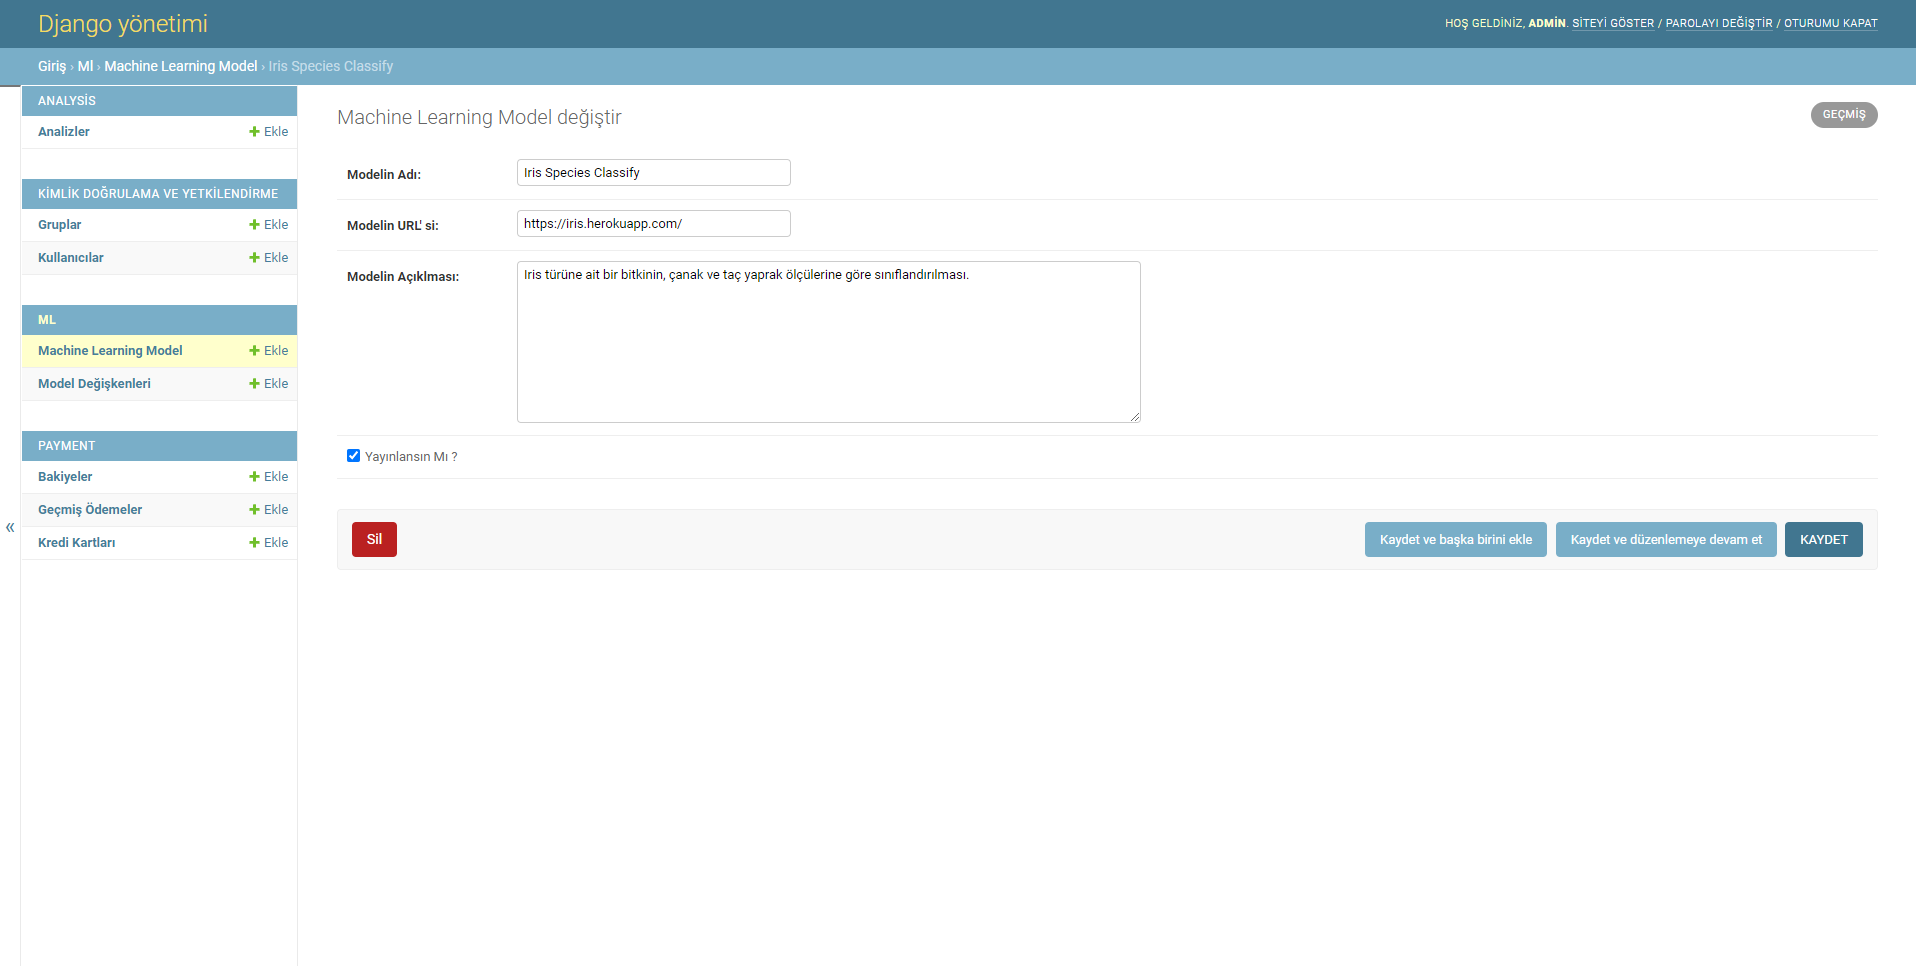 Django yönetimi
HOŞ GELDİNİZ, ADMIN. SİTEYİ GÖSTER / PAROLAYI DEĞİŞTİR / OTURUMU KAPAT
Giriş › Ml › Machine Learning Model › Iris Species Classify
ANALYSİS
Analizler Ekle
KİMLİK DOĞRULAMA VE YETKİLENDİRME
Gruplar Ekle
Kullanıcılar Ekle
ML
Machine Learning Model Ekle
Model Değişkenleri Ekle
PAYMENT
Bakiyeler Ekle
Geçmiş Ödemeler Ekle
Kredi Kartları Ekle
«
Machine Learning Model değiştir
GEÇMİŞ
Modelin Adı: Iris Species Classify
Modelin URL' si: https://iris.herokuapp.com/
Modelin Açıklması: Iris türüne ait bir bitkinin, çanak ve taç yaprak ölçülerine göre sınıflandırılması.
Yayınlansın Mı ?
Sil
Kaydet ve başka birini ekle
Kaydet ve düzenlemeye devam et
KAYDET